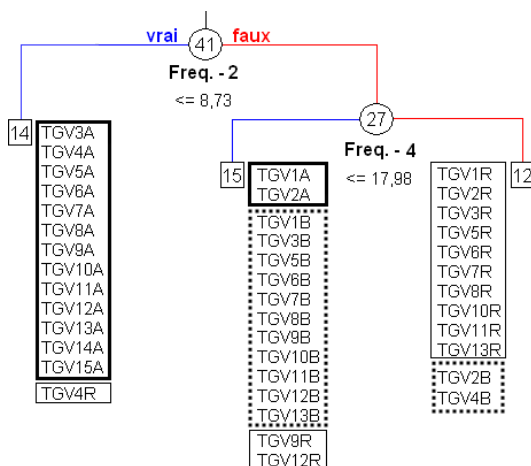 vrai 41 faux
Freq. - 2
<= 8,73
27
Freq. - 4
<= 17,98
14
TGV3A
TGV4A
TGV5A
TGV6A
TGV7A
TGV8A
TGV9A
TGV10A
TGV11A
TGV12A
TGV13A
TGV14A
TGV15A
TGV4R
15
TGV1A
TGV2A
TGV1B
TGV3B
TGV5B
TGV6B
TGV7B
TGV8B
TGV9B
TGV10B
TGV11B
TGV12B
TGV13B
TGV9R
TGV12R
12
TGV1R
TGV2R
TGV3R
TGV5R
TGV6R
TGV7R
TGV8R
TGV10R
TGV11R
TGV13R
TGV2B
TGV4B